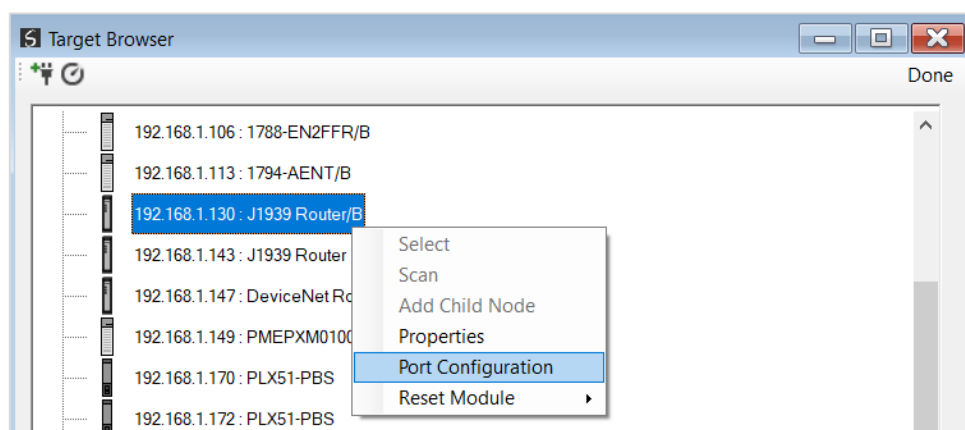 Target Browser
Done
192.168.1.106 : 1788-EN2FFR/B
192.168.1.113 : 1794-AENT/B
192.168.1.130 : J1939 Router/B
192.168.1.143 : J1939 Router
192.168.1.147 : DeviceNet
192.168.1.149 : PMEPXM0100
192.168.1.170 : PLX51-PBS
192.168.1.172 : PLX51-PBS
Select
Scan
Add Child Node
Properties
Port Configuration
Reset Module